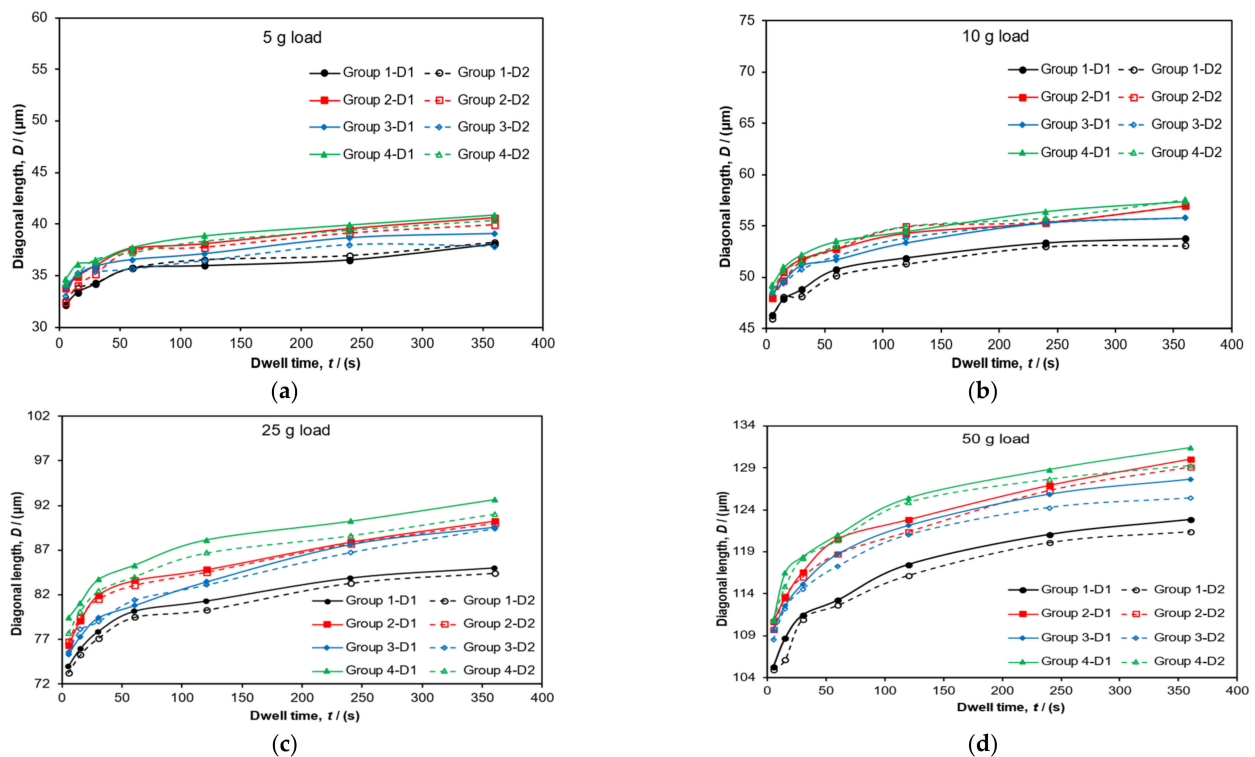 5 g load
60
55
50
45
40
35
30
Diagonal length, D / (μm)
Group 1-D1 Group 1-D2
Group 2-D1 Group 2-D2
Group 3-D1 Group 3-D2
Group 4-D1 Group 4-D2
0 50 100 150 200 250 300 350 400
Dwell time, t / (s)
(a)
10 g load
75
70
65
60
55
50
45
Diagonal length, D / (μm)
Group 1-D1 Group 1-D2
Group 2-D1 Group 2-D2
Group 3-D1 Group 3-D2
Group 4-D1 Group 4-D2
0 50 100 150 200 250 300 350 400
Dwell time, t / (s)
(b)
25 g load
102
97
92
87
82
77
72
Diagonal length, D / (μm)
Group 1-D1 Group 1-D2
Group 2-D1 Group 2-D2
Group 3-D1 Group 3-D2
Group 4-D1 Group 4-D2
0 50 100 150 200 250 300 350 400
Dwell time, t / (s)
(c)
50 g load
134
129
124
119
114
109
104
Diagonal length, D / (μm)
Group 1-D1 Group 1-D2
Group 2-D1 Group 2-D2
Group 3-D1 Group 3-D2
Group 4-D1 Group 4-D2
0 50 100 150 200 250 300 350 400
Dwell time, t / (s)
(d)